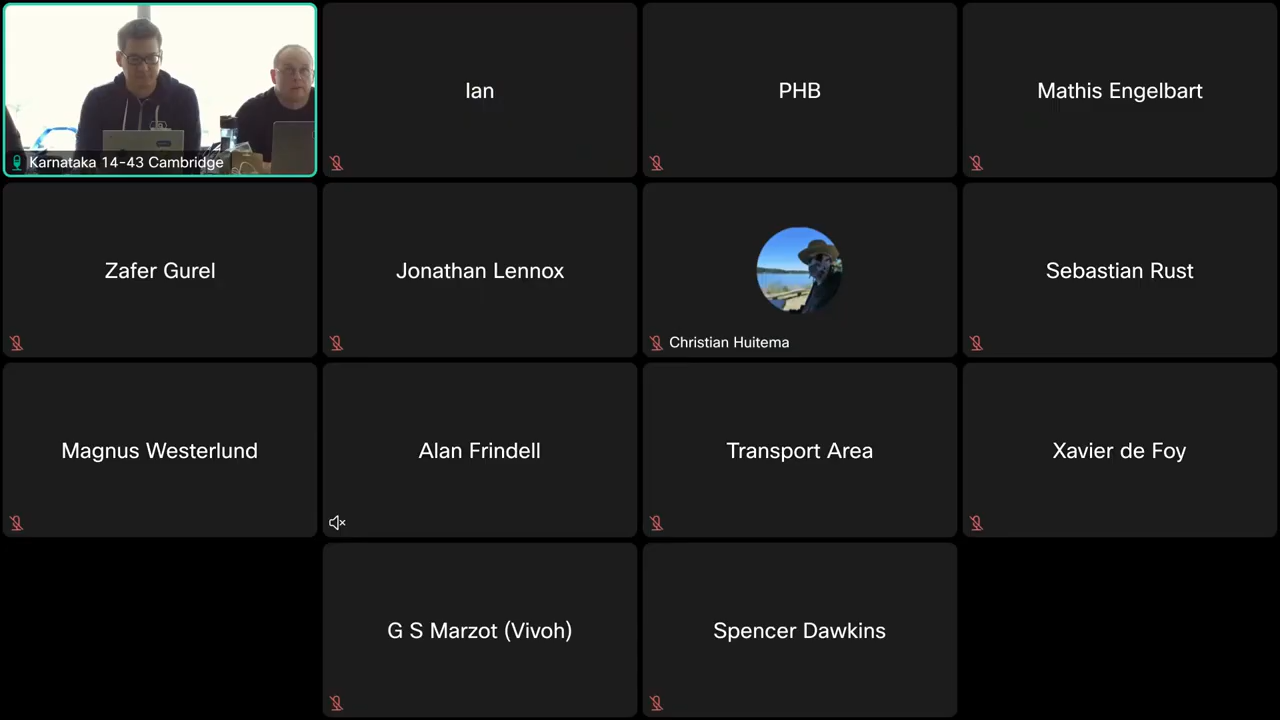 Karnataka 14-43 Cambridge
Ian
PHB
Mathis Engelbart
Zafer Gurel
Jonathan Lennox
Christian Huitema
Sebastian Rust
Magnus Westerlund
Alan Frindell
Transport Area
Xavier de Foy
G S Marzot (Vivoh)
Spencer Dawkins